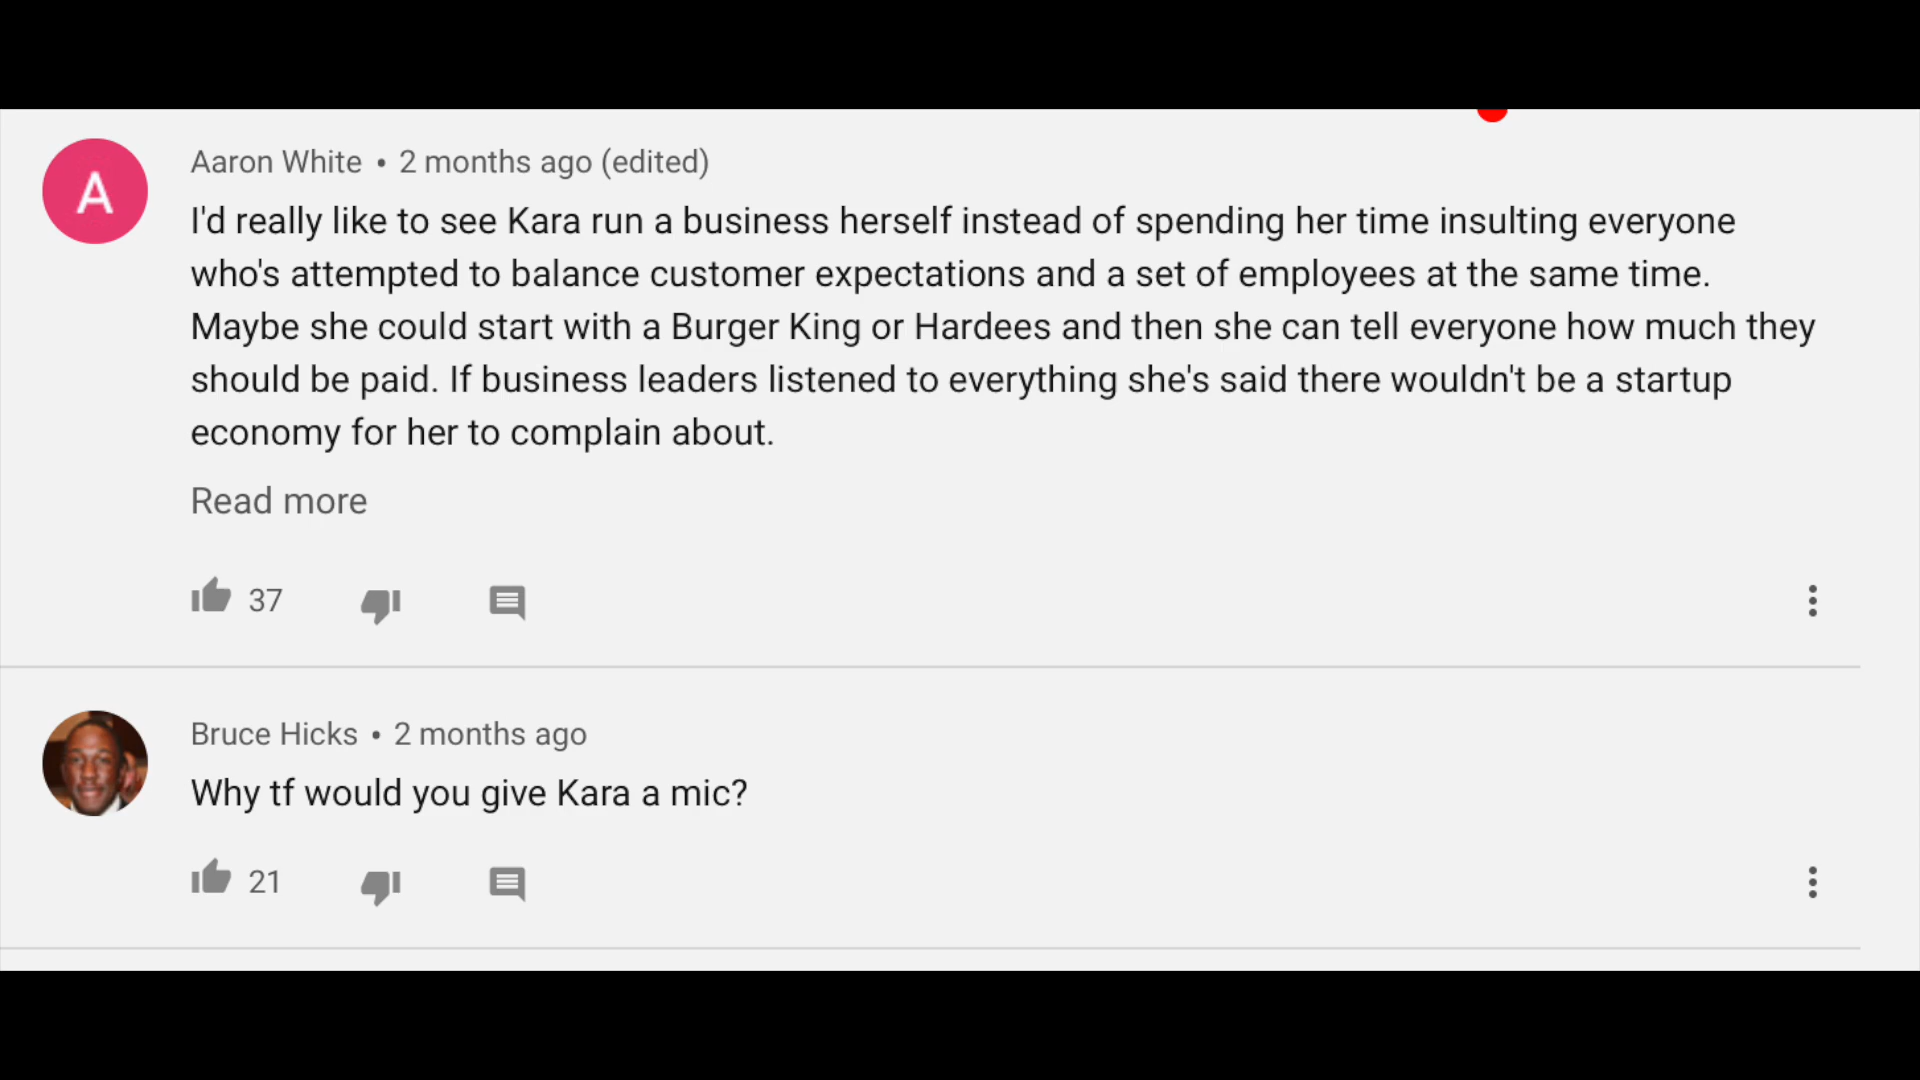 A
Aaron White • 2 months ago (edited)
I'd really like to see Kara run a business herself instead of spending her time insulting everyone
who's attempted to balance customer expectations and a set of employees at the same time.
Maybe she could start with a Burger King or Hardees and then she can tell everyone how much they
should be paid. If business leaders listened to everything she's said there wouldn't be a startup
economy for her to complain about.
Read more
37
Bruce Hicks • 2 months ago
Why tf would you give Kara a mic?
21